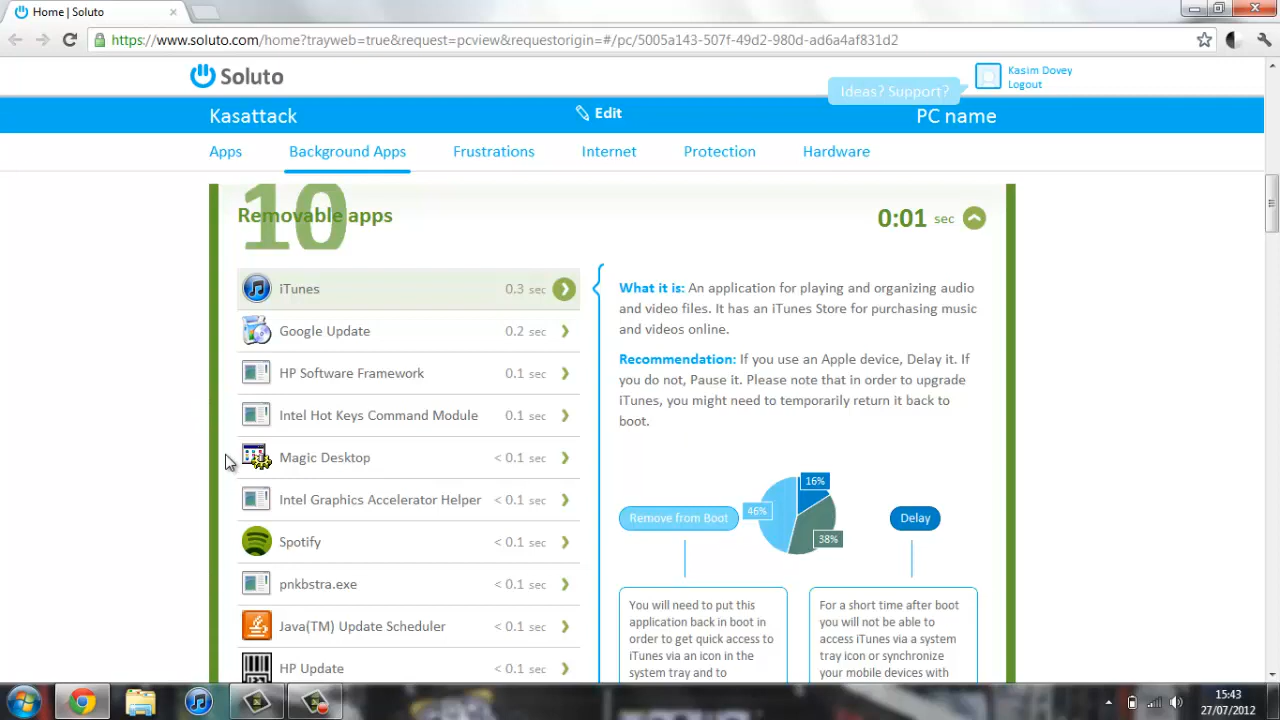 Home | Soluto
https://www.soluto.com/home?trayweb=true&request=pcview&requestorigin=#/pc/5005a143-507f-49d2-980d-ad6a4af831d2
Soluto
Ideas? Support?
Kasim Dovey
Logout
Kasattack
Edit
PC name
Apps
Background Apps
Frustrations
Internet
Protection
Hardware
10
Removable apps
0:01 sec
iTunes 0.3 sec
Google Update 0.2 sec
HP Software Framework 0.1 sec
Intel Hot Keys Command Module 0.1 sec
Magic Desktop < 0.1 sec
Intel Graphics Accelerator Helper < 0.1 sec
Spotify < 0.1 sec
pnkbstra.exe < 0.1 sec
Java(TM) Update Scheduler < 0.1 sec
HP Update < 0.1 sec
What it is: An application for playing and organizing audio
and video files. It has an iTunes Store for purchasing music
and videos online.
Recommendation: If you use an Apple device, Delay it. If
you do not, Pause it. Please note that in order to upgrade
iTunes, you might need to temporarily return it back to
boot.
16%
46%
38%
Remove from Boot
Delay
You will need to put this
application back in boot in
order to get quick access to
iTunes via an icon in the
system tray and to
For a short time after boot
you will not be able to
access iTunes via a system
tray icon or synchronize
your mobile devices with
15:43
27/07/2012